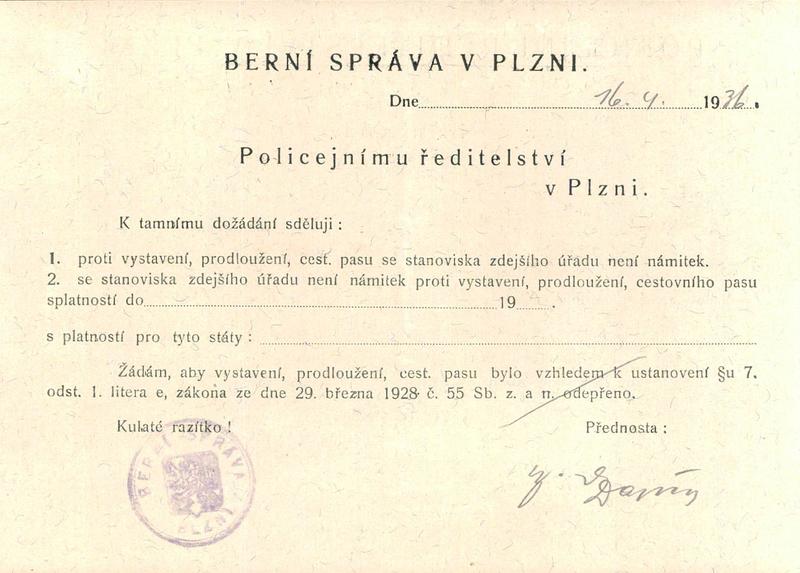 BERNÍ SPRÁVA V PLZNI.
Dne 16. 4. 1936.
Policejnímu ředitelství
v Plzni.
K tamnímu dožádání sděluji :
1. proti vystavení, prodloužení, cest. pasu se stanoviska zdejšího úřadu není námitek.
2. se stanoviska zdejšího úřadu není námitek proti vystavení, prodloužení, cestovního pasu
splatností do 19 .
s platností pro tyto státy :
Žádám, aby vystavení, prodloužení, cest. pasu bylo vzhledem k ustanovení §u 7.
odst. 1. litera e, zákona ze dne 29. března 1928 č. 55 Sb. z. a n. odepřeno.
Kulaté razítko !
Přednosta :
BERNÍ SPRÁVA
PLZNI